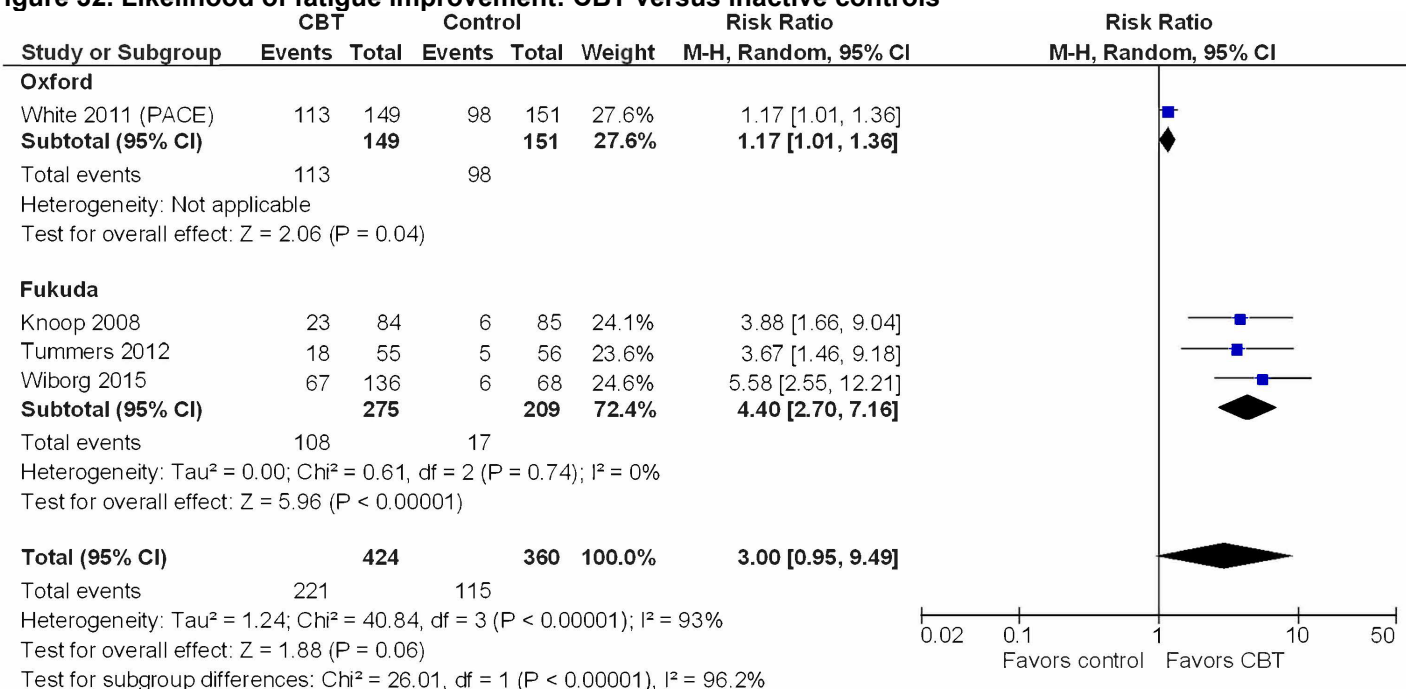 igure 32. Likelihood of fatigue improvement: CBT versus inactive controls
CBT Control Risk Ratio Risk Ratio
Study or Subgroup Events Total Events Total Weight M-H, Random, 95% CI M-H, Random, 95% CI
Oxford
White 2011 (PACE) 113 149 98 151 27.6% 1.17 [1.01, 1.36]
Subtotal (95% CI) 149 151 27.6% 1.17 [1.01, 1.36]
Total events 113 98
Heterogeneity: Not applicable
Test for overall effect: Z = 2.06 (P = 0.04)
Fukuda
Knoop 2008 23 84 6 85 24.1% 3.88 [1.66, 9.04]
Tummers 2012 18 55 5 56 23.6% 3.67 [1.46, 9.18]
Wiborg 2015 67 136 6 68 24.6% 5.58 [2.55, 12.21]
Subtotal (95% CI) 275 209 72.4% 4.40 [2.70, 7.16]
Total events 108 17
Heterogeneity: Tau² = 0.00; Chi² = 0.61, df = 2 (P = 0.74); I² = 0%
Test for overall effect: Z = 5.96 (P < 0.00001)
Total (95% CI) 424 360 100.0% 3.00 [0.95, 9.49]
Total events 221 115
Heterogeneity: Tau² = 1.24; Chi² = 40.84, df = 3 (P < 0.00001); I² = 93%
Test for overall effect: Z = 1.88 (P = 0.06)
Test for subgroup differences: Chi² = 26.01, df = 1 (P < 0.00001), I² = 96.2%
0.02 0.1 1 10 50
Favors control Favors CBT